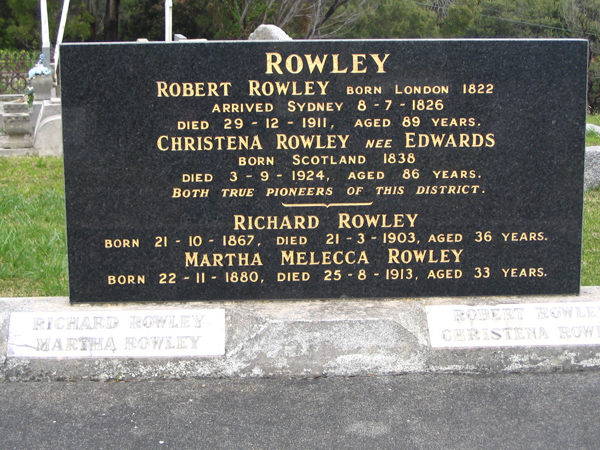 ROWLEY
ROBERT ROWLEY BORN LONDON 1822
ARRIVED SYDNEY 8 - 7 - 1826
DIED 29 - 12 - 1911, AGED 89 YEARS.
CHRISTENA ROWLEY NEE EDWARDS
BORN SCOTLAND 1838
DIED 3 - 9 - 1924, AGED 86 YEARS.
BOTH TRUE PIONEERS OF THIS DISTRICT.
RICHARD ROWLEY
BORN 21 - 10 - 1867, DIED 21 - 3 - 1903, AGED 36 YEARS.
MARTHA MELECCA ROWLEY
BORN 22 - 11 - 1880, DIED 25 - 8 - 1913, AGED 33 YEARS.
RICHARD ROWLEY
MARTHA ROWLEY
ROBERT ROWLEY
CHRISTENA ROWL